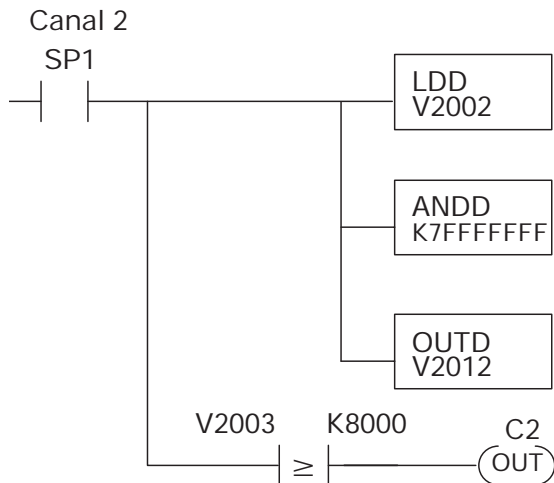 Canal 2
SP1
LDD
V2002
ANDD
K7FFFFFFF
OUTD
V2012
V2003 ≥ K8000 C2
OUT